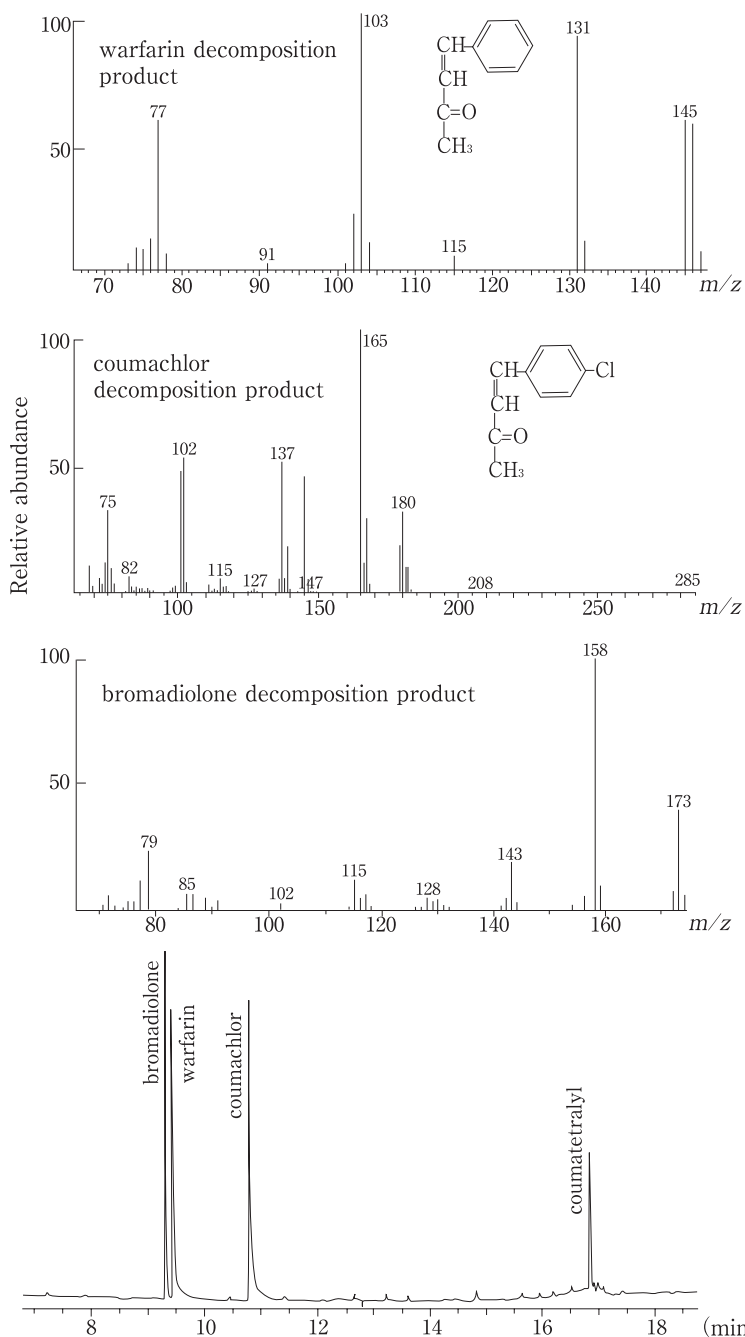 100
50
warfarin decomposition
product
77
91
103
115
131
145
CH
CH
C=O
CH3
70 80 90 100 110 120 130 140 m/z
Relative abundance
100
50
coumachlor
decomposition product
75
82
102
115
127
137
147
165
180
208
285
CH
Cl
CH
C=O
CH3
100 150 200 250 m/z
100
50
bromadiolone decomposition product
79
85
102
115
128
143
158
173
80 100 120 140 160 m/z
bromadiolone
warfarin
coumachlor
coumatetralyl
8 10 12 14 16 18 (min